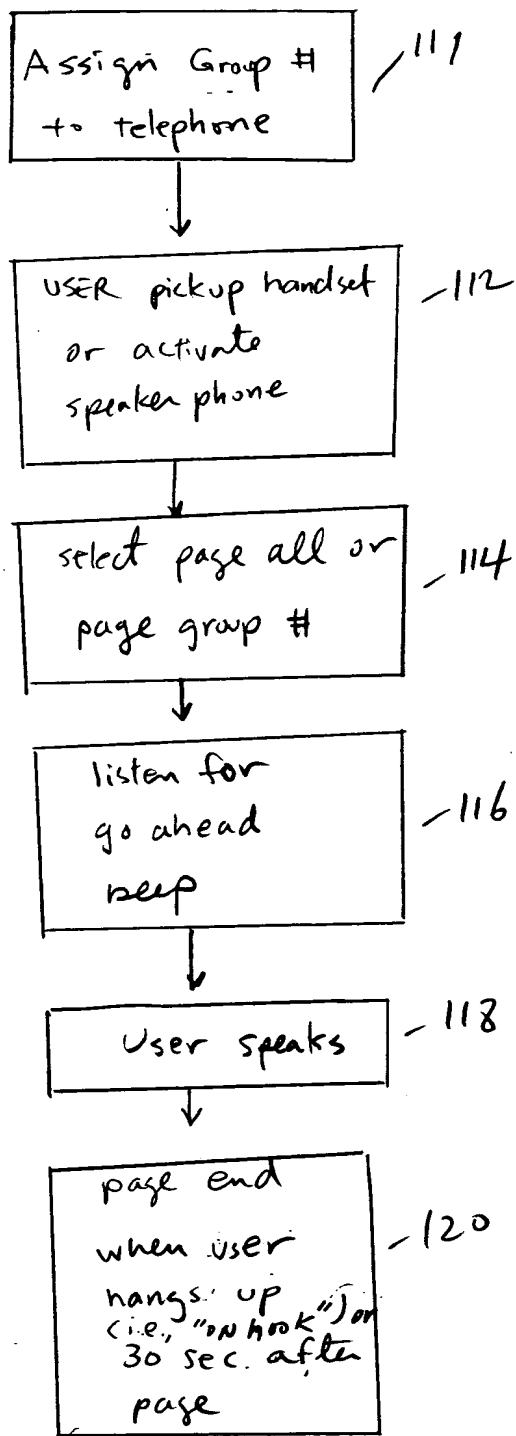 Assign Group #
to telephone
111
USER pickup handset
or activate
speaker phone
112
select page all or
page group #
114
listen for
go ahead
beep
116
User speaks
118
page end
when user
hangs up
(i.e., "on hook") or
30 sec. after
page
120